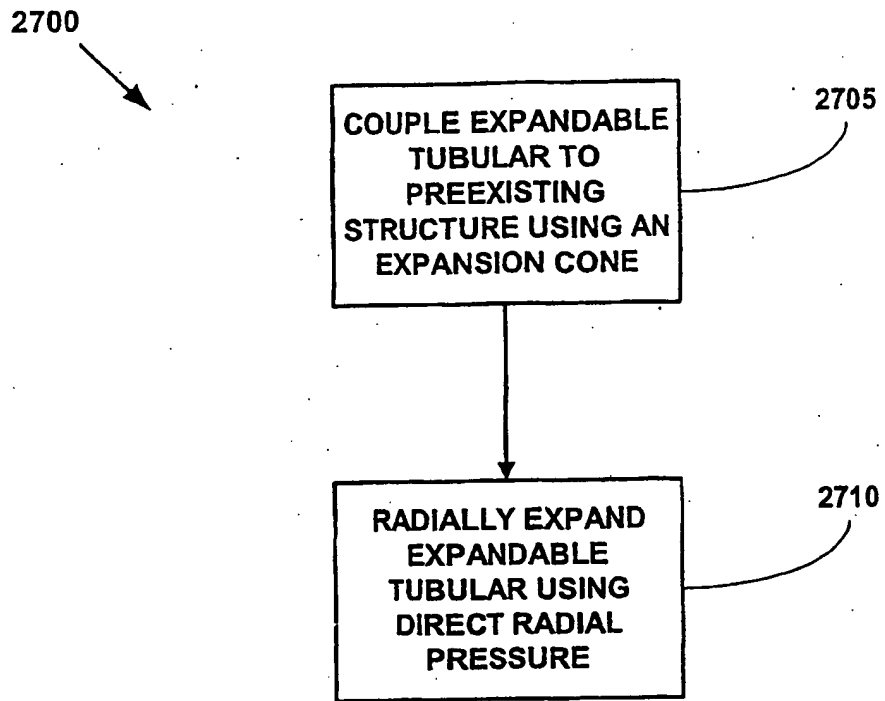 2700
2705
COUPLE EXPANDABLE
TUBULAR TO
PREEXISTING
STRUCTURE USING AN
EXPANSION CONE
2710
RADIALLY EXPAND
EXPANDABLE
TUBULAR USING
DIRECT RADIAL
PRESSURE